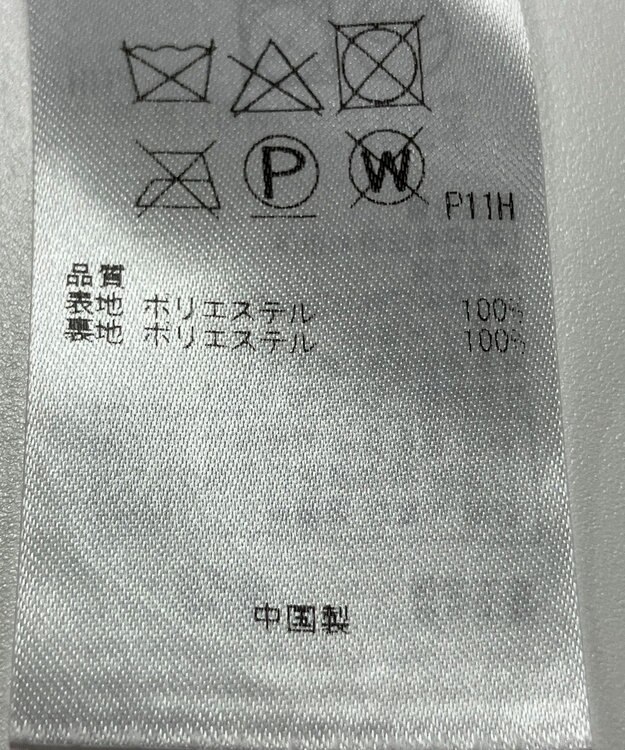 P W P11H
品質
表地 ポリエステル 100%
裏地 ポリエステル 100%
中国製